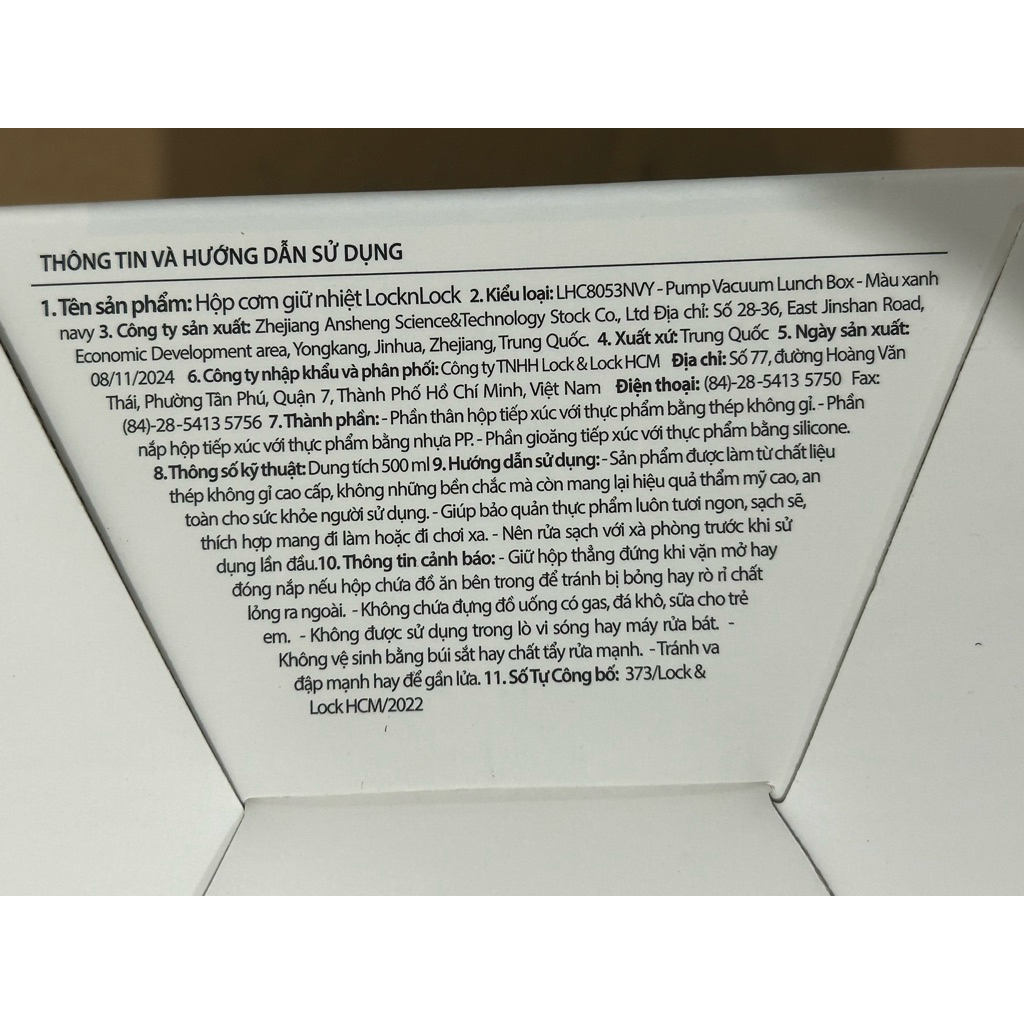 THÔNG TIN VÀ HƯỚNG DẪN SỬ DỤNG
1. Tên sản phẩm: Hộp cơm giữ nhiệt LocknLock 2. Kiểu loại: LHC8053NVY - Pump Vacuum Lunch Box - Màu xanh
navy 3. Công ty sản xuất: Zhejiang Ansheng Science&Technology Stock Co., Ltd Địa chỉ: Số 28-36, East Jinshan Road,
Economic Development area, Yongkang, Jinhua, Zhejiang, Trung Quốc. 4. Xuất xứ: Trung Quốc 5. Ngày sản xuất:
08/11/2024 6. Công ty nhập khẩu và phân phối: Công ty TNHH Lock & Lock HCM Địa chỉ: Số 77, đường Hoàng Văn
Thái, Phường Tân Phú, Quận 7, Thành Phố Hồ Chí Minh, Việt Nam Điện thoại: (84)-28-5413 5750 Fax:
(84)-28-5413 5756 7. Thành phần: - Phần thân hộp tiếp xúc với thực phẩm bằng thép không gỉ. - Phần
nắp hộp tiếp xúc với thực phẩm bằng nhựa PP. - Phần gioăng tiếp xúc với thực phẩm bằng silicone.
8. Thông số kỹ thuật: Dung tích 500 ml 9. Hướng dẫn sử dụng: - Sản phẩm được làm từ chất liệu
thép không gỉ cao cấp, không những bền chắc mà còn mang lại hiệu quả thẩm mỹ cao, an
toàn cho sức khỏe người sử dụng. - Giúp bảo quản thực phẩm luôn tươi ngon, sạch sẽ,
thích hợp mang đi làm hoặc đi chơi xa. - Nên rửa sạch với xà phòng trước khi sử
dụng lần đầu. 10. Thông tin cảnh báo: - Giữ hộp thẳng đứng khi vặn mở hay
đóng nắp nếu hộp chứa đồ ăn bên trong để tránh bị bỏng hay rò rỉ chất
lỏng ra ngoài. - Không chứa đựng đồ uống có gas, đá khô, sữa cho trẻ
em. - Không được sử dụng trong lò vi sóng hay máy rửa bát. -
Không vệ sinh bằng búi sắt hay chất tẩy rửa mạnh. - Tránh va
đập mạnh hay để gần lửa. 11. Số Tự Công bố: 373/Lock &
Lock HCM/2022